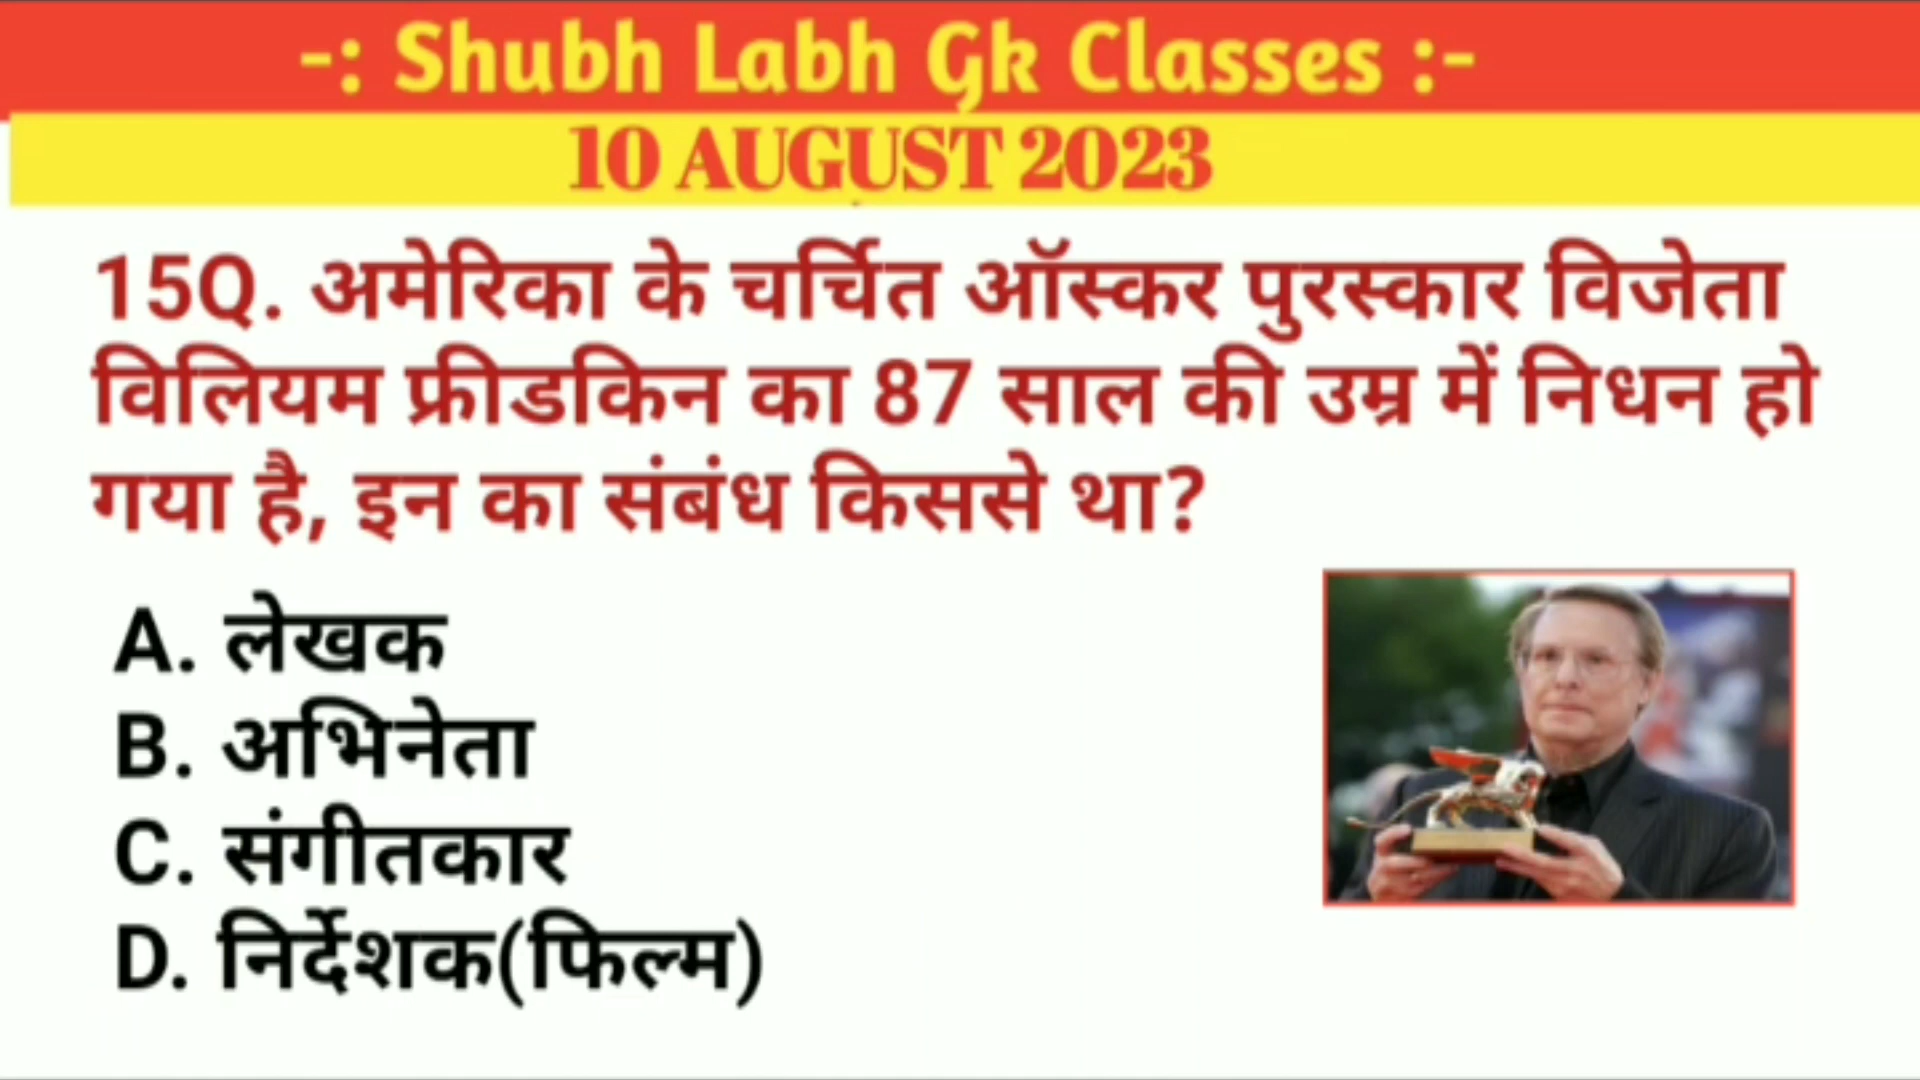 -: Shubh Labh Gk Classes :-
10 AUGUST 2023
15Q. अमेरिका के चर्चित ऑस्कर पुरस्कार विजेता
विलियम फ्रीडकिन का 87 साल की उम्र में निधन हो
गया है, इन का संबंध किससे था?
A. लेखक
B. अभिनेता
C. संगीतकार
D. निर्देशक(फिल्म)